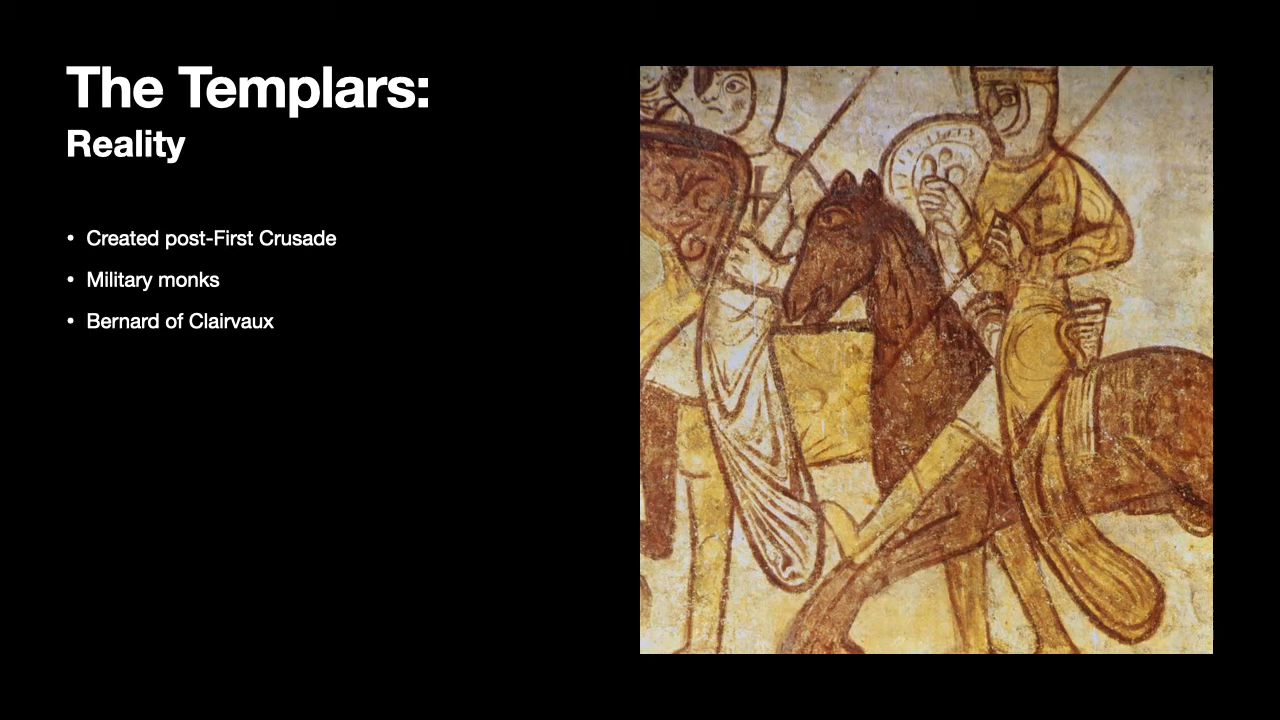 The Templars:
Reality
• Created post-First Crusade
• Military monks
• Bernard of Clairvaux